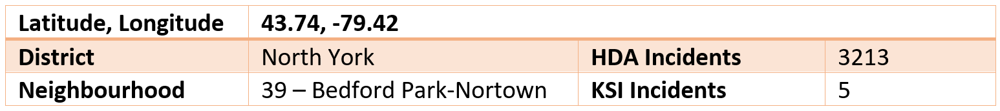 Latitude, Longitude 43.74, -79.42
District North York HDA Incidents 3213
Neighbourhood 39 – Bedford Park-Nortown KSI Incidents 5